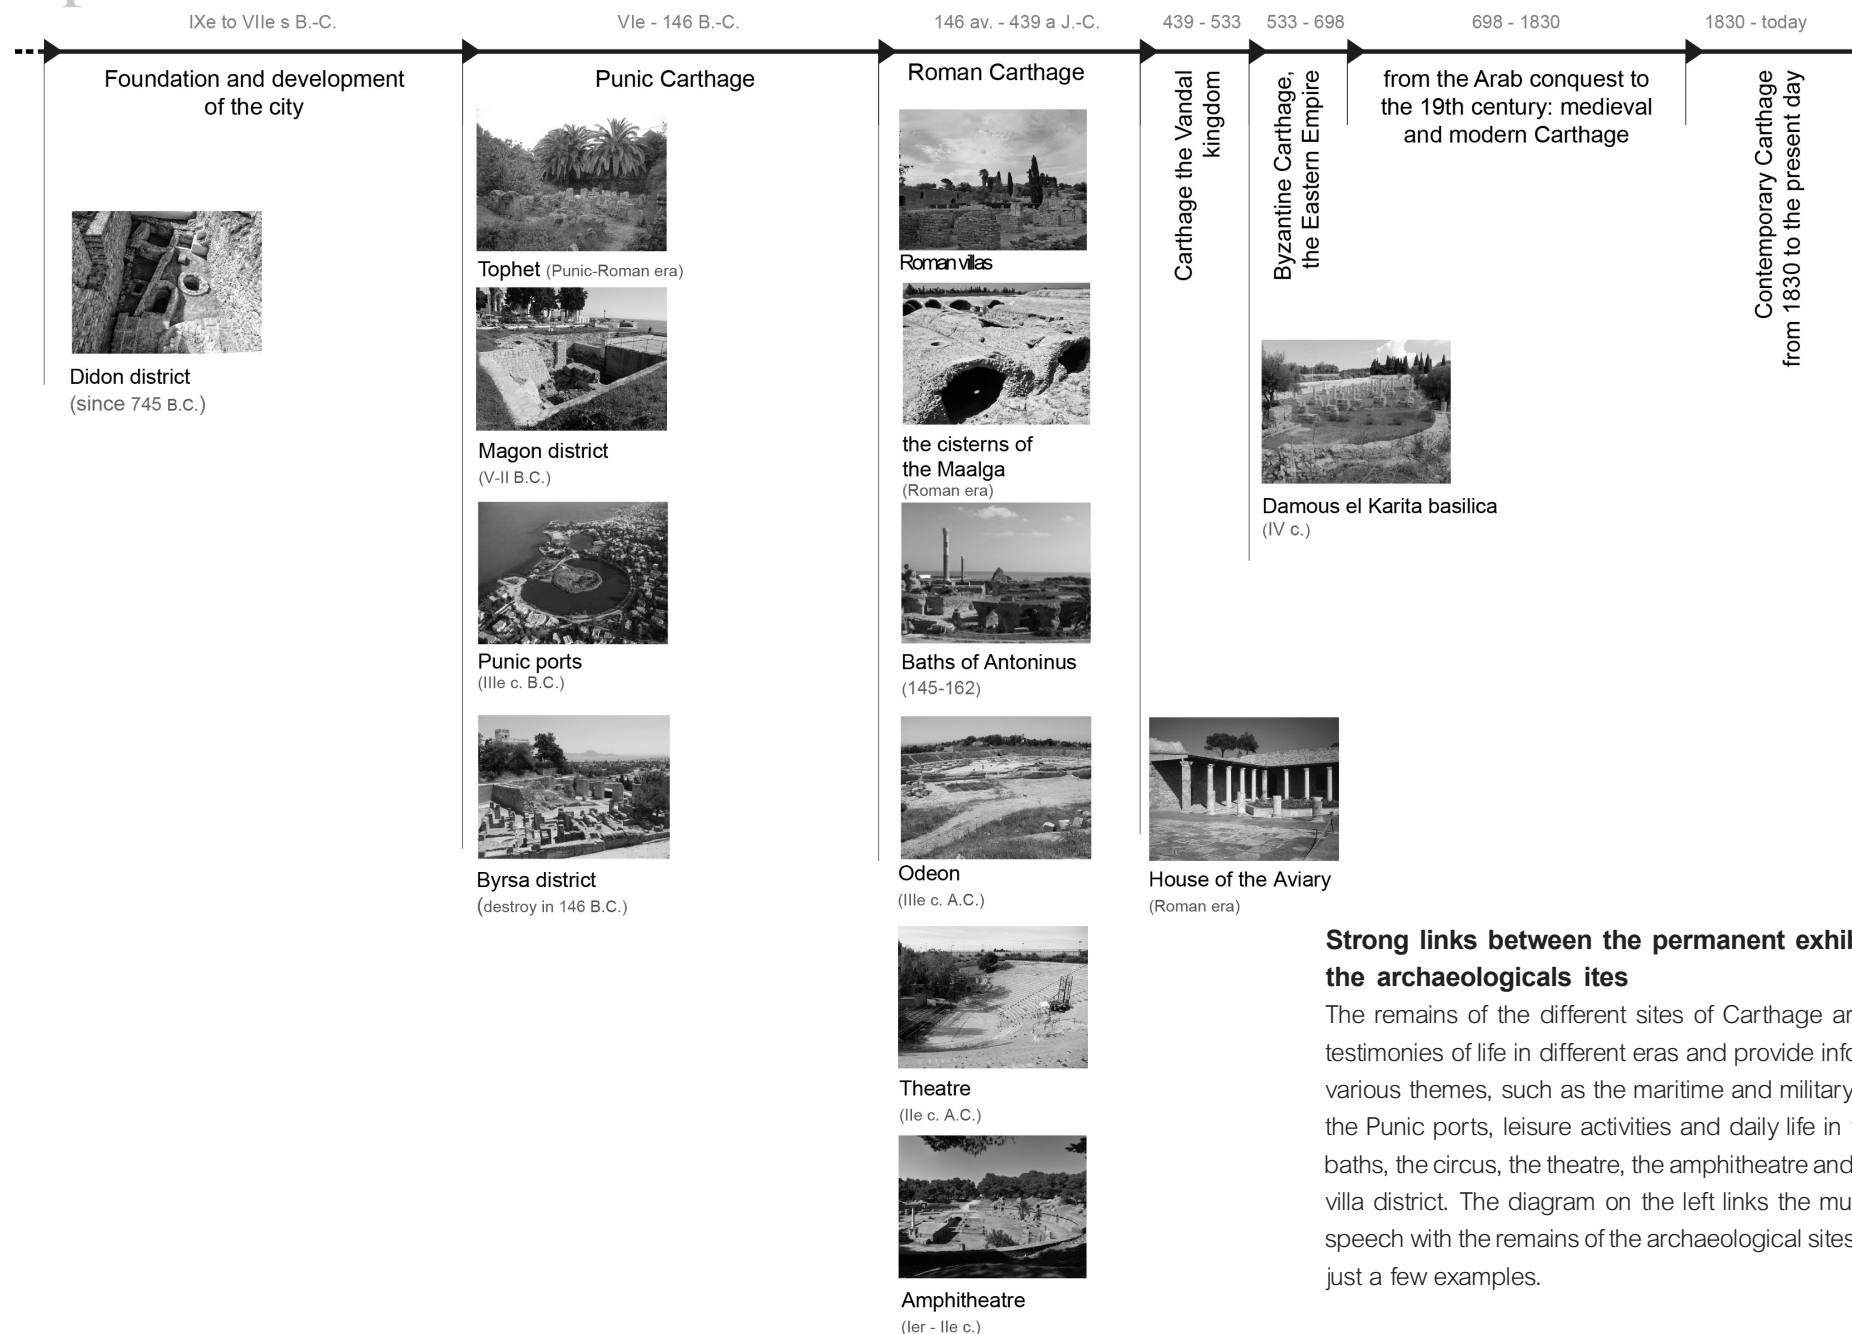 IXe to VIIe s B.-C.
VIe - 146 B.-C.
146 av. - 439 a J.-C.
439 - 533
533 - 698
698 - 1830
1830 - today
Foundation and development
of the city
Punic Carthage
Roman Carthage
Carthage the Vandal
kingdom
Byzantine Carthage,
the Eastern Empire
from the Arab conquest to
the 19th century: medieval
and modern Carthage
Contemporary Carthage
from 1830 to the present day
Didon district
(since 745 B.C.)
Tophet (Punic-Roman era)
Magon district
(V-II B.C.)
Punic ports
(IIIe c. B.C.)
Byrsa district
(destroy in 146 B.C.)
Roman villas
the cisterns of
the Maalga
(Roman era)
Baths of Antoninus
(145-162)
Odeon
(IIIe c. A.C.)
Theatre
(IIe c. A.C.)
Amphitheatre
(Ier - IIe c.)
House of the Aviary
(Roman era)
Damous el Karita basilica
(IV c.)
Strong links between the permanent exhib
the archaeologicals ites
The remains of the different sites of Carthage ar
testimonies of life in different eras and provide info
various themes, such as the maritime and military
the Punic ports, leisure activities and daily life in
baths, the circus, the theatre, the amphitheatre and
villa district. The diagram on the left links the mu
speech with the remains of the archaeological sites
just a few examples.